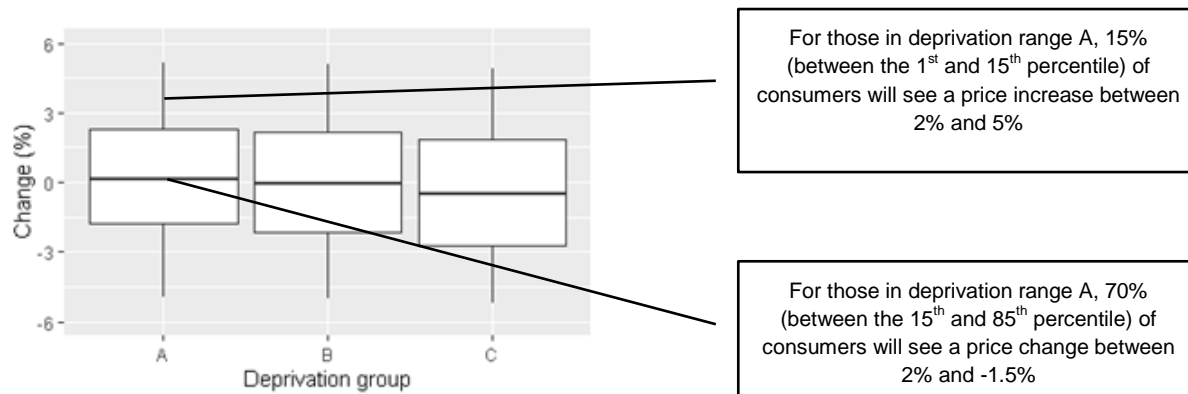 6
3
0
-3
-6
Change (%)
A
B
C
Deprivation group
For those in deprivation range A, 15%
(between the 1st and 15th percentile) of
consumers will see a price increase between
2% and 5%
For those in deprivation range A, 70%
(between the 15th and 85th percentile) of
consumers will see a price change between
2% and -1.5%